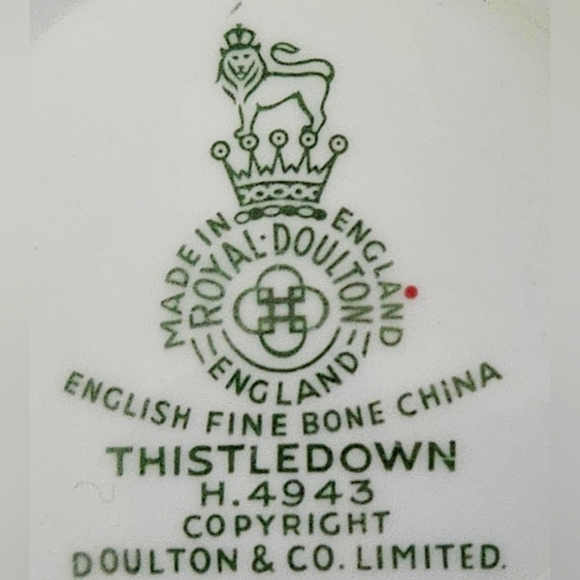 MADE IN ENGLAND
ROYAL·DOULTON
ENGLAND
ENGLISH FINE BONE CHINA
THISTLEDOWN
H.4943
COPYRIGHT
DOULTON & CO. LIMITED.